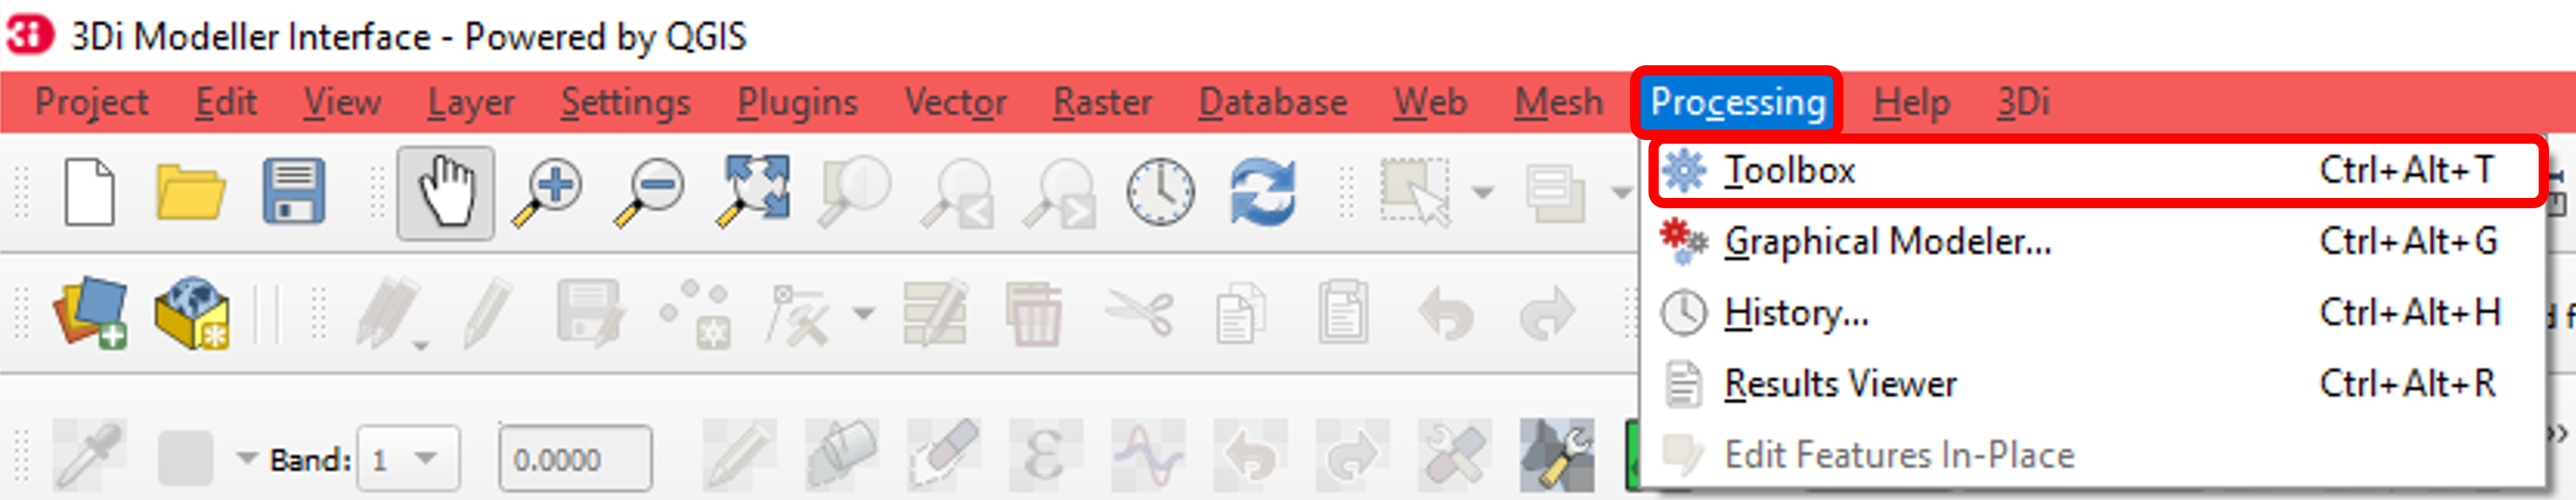 3Di Modeller Interface - Powered by QGIS
Project Edit View Layer Settings Plugins Vector Raster Database Web Mesh Processing Help 3Di
Toolbox Ctrl+Alt+T
Graphical Modeler... Ctrl+Alt+G
History... Ctrl+Alt+H
Results Viewer Ctrl+Alt+R
Edit Features In-Place
Band: 1 0.0000